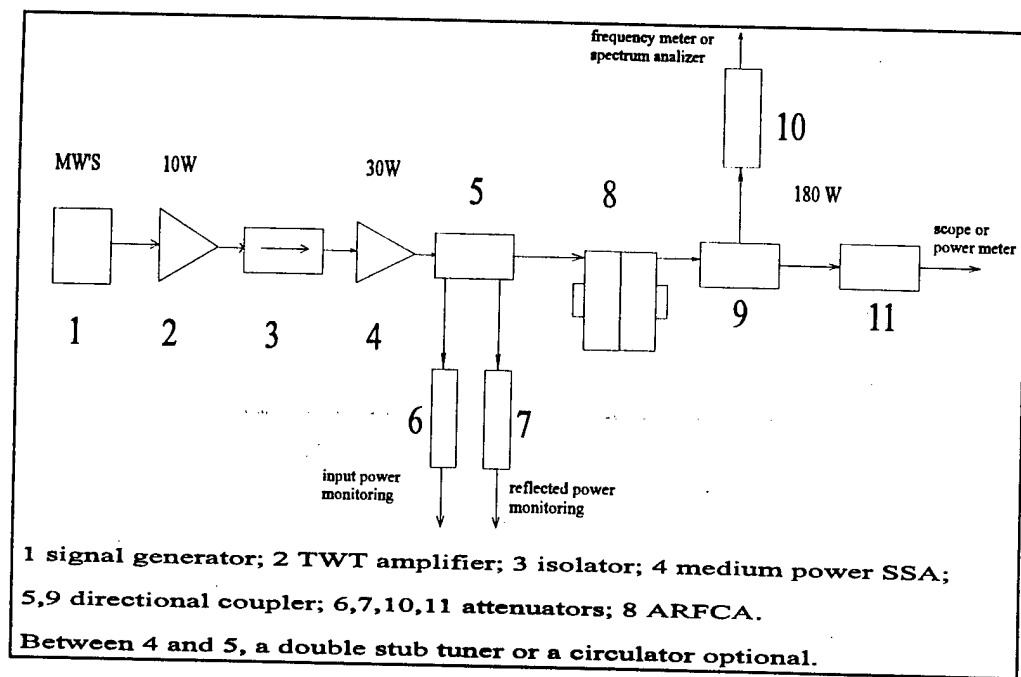 frequency meter or
spectrum analizer
10
MW'S
10W
30W
5
8
180 W
scope or
power meter
1
2
3
4
9
11
6
7
input power
monitoring
reflected power
monitoring
1 signal generator; 2 TWT amplifier; 3 isolator; 4 medium power SSA;
5,9 directional coupler; 6,7,10,11 attenuators; 8 ARFCA.
Between 4 and 5, a double stub tuner or a circulator optional.